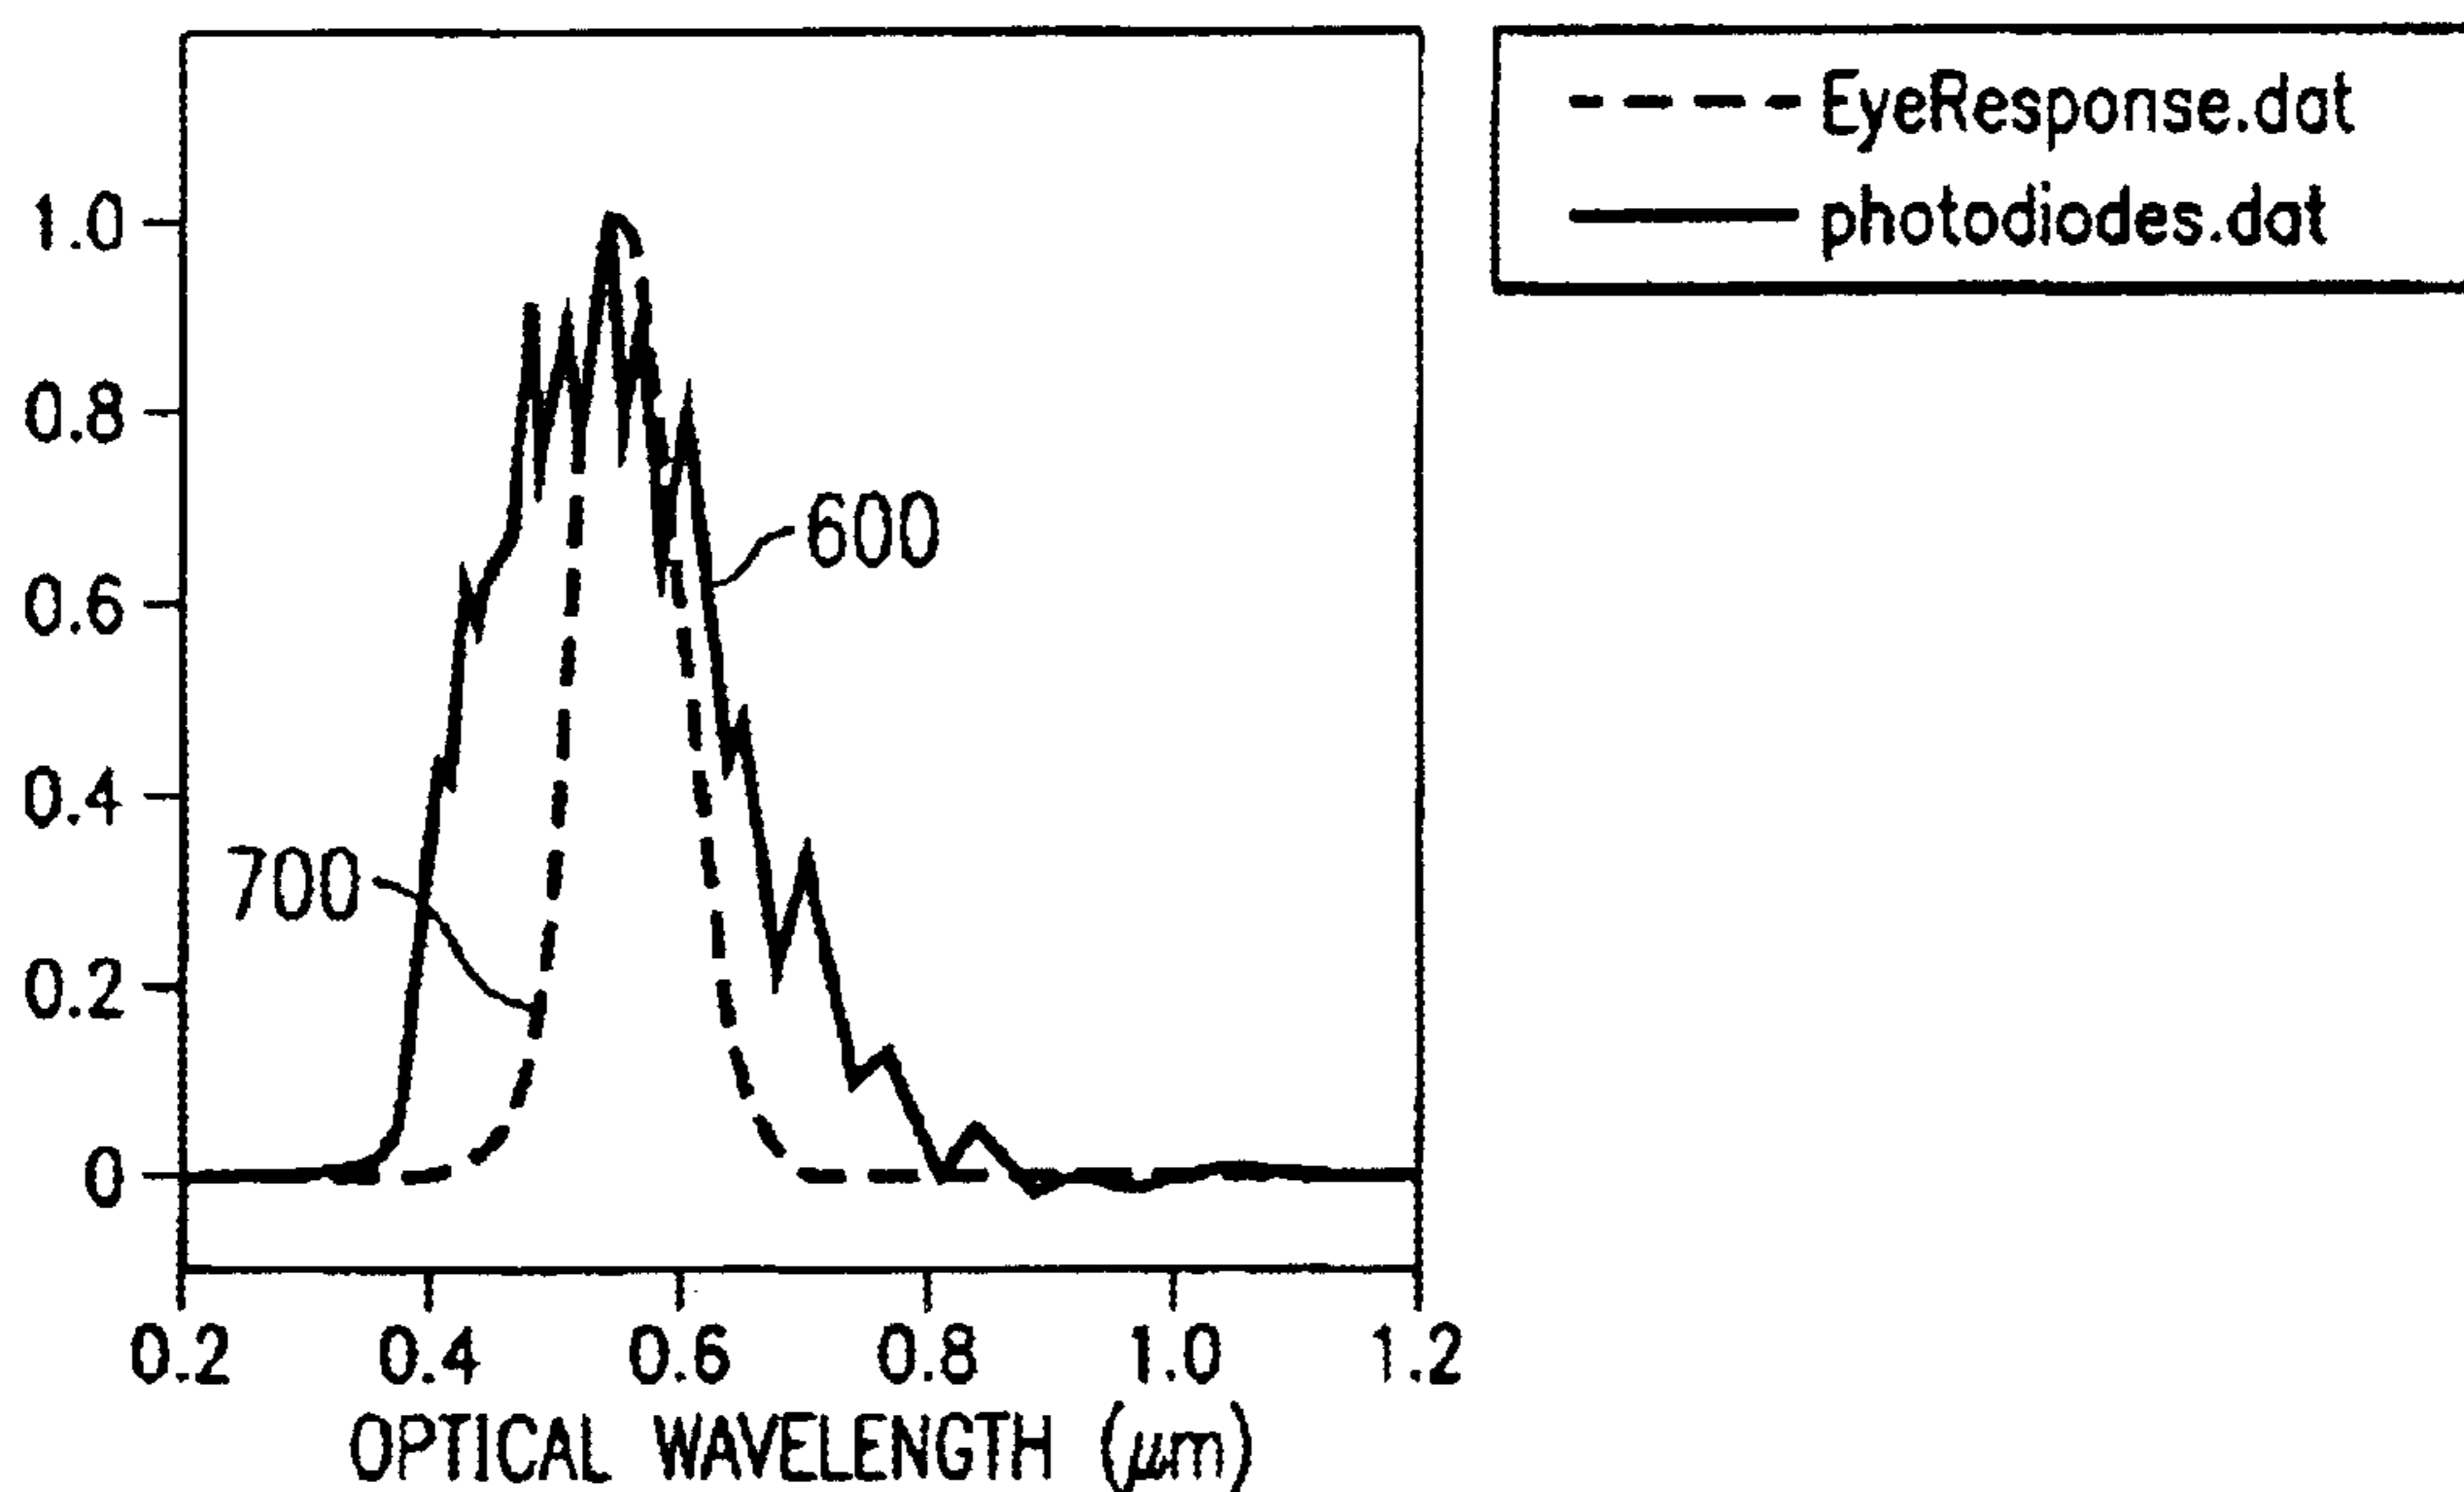 EyeResponse.dat
photodiodes.dat
1.0
0.8
0.6
0.4
0.2
0
600
700
0.2 0.4 0.6 0.8 1.0 1.2
OPTICAL WAVELENGTH (μm)